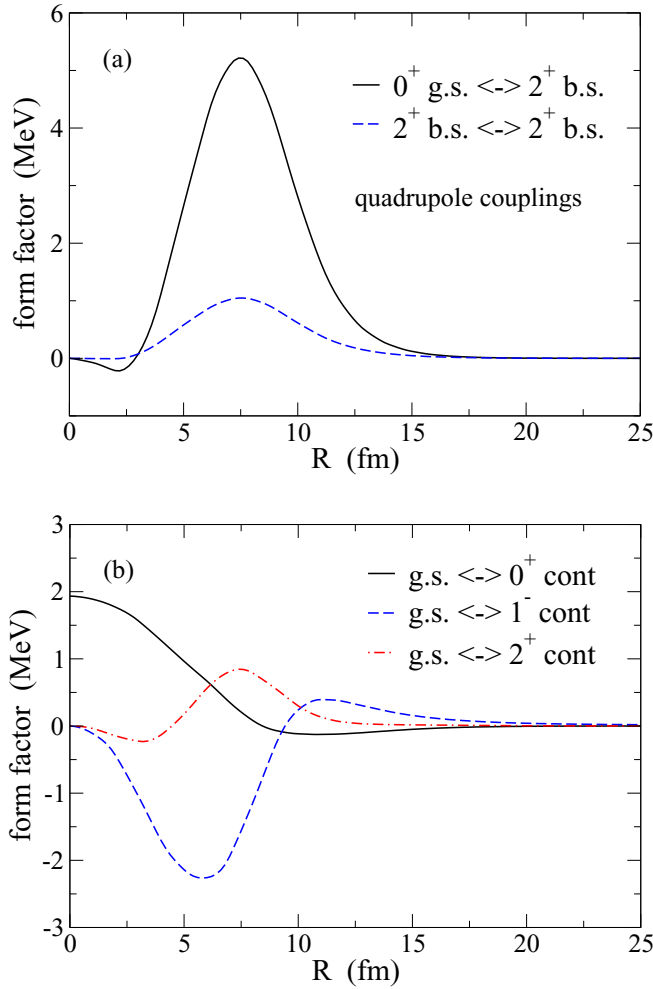 (a)
0+ g.s. <-> 2+ b.s.
2+ b.s. <-> 2+ b.s.
quadrupole couplings
form factor (MeV)
6
4
2
0
0 5 10 15 20 25
R (fm)
(b)
g.s. <-> 0+ cont
g.s. <-> 1- cont
g.s. <-> 2+ cont
form factor (MeV)
3
2
1
0
-1
-2
-3
0 5 10 15 20 25
R (fm)